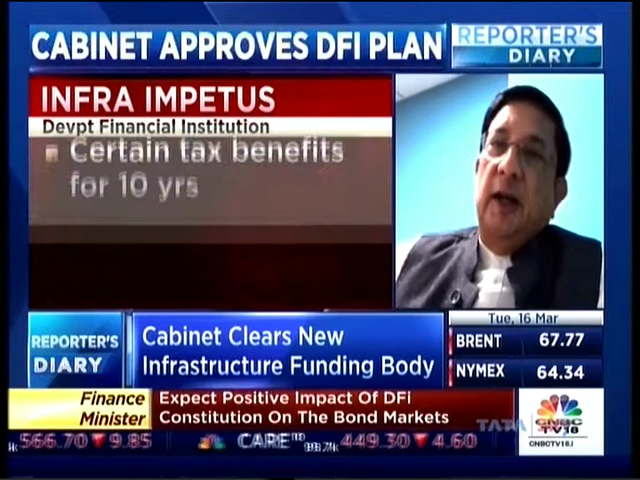 CABINET APPROVES DFI PLAN
REPORTER'S
DIARY
INFRA IMPETUS
Devpt Financial Institution
Certain tax benefits
for 10 yrs
Tue, 16 Mar
BRENT 67.77
NYMEX 64.34
REPORTER'S
DIARY
Cabinet Clears New
Infrastructure Funding Body
Finance
Minister
Expect Positive Impact Of DFi
Constitution On The Bond Markets
TATA
CNBC
TV18
CNBCTV18J
566.70 ▼ 9.85 CARE 449.30 ▼ 4.60